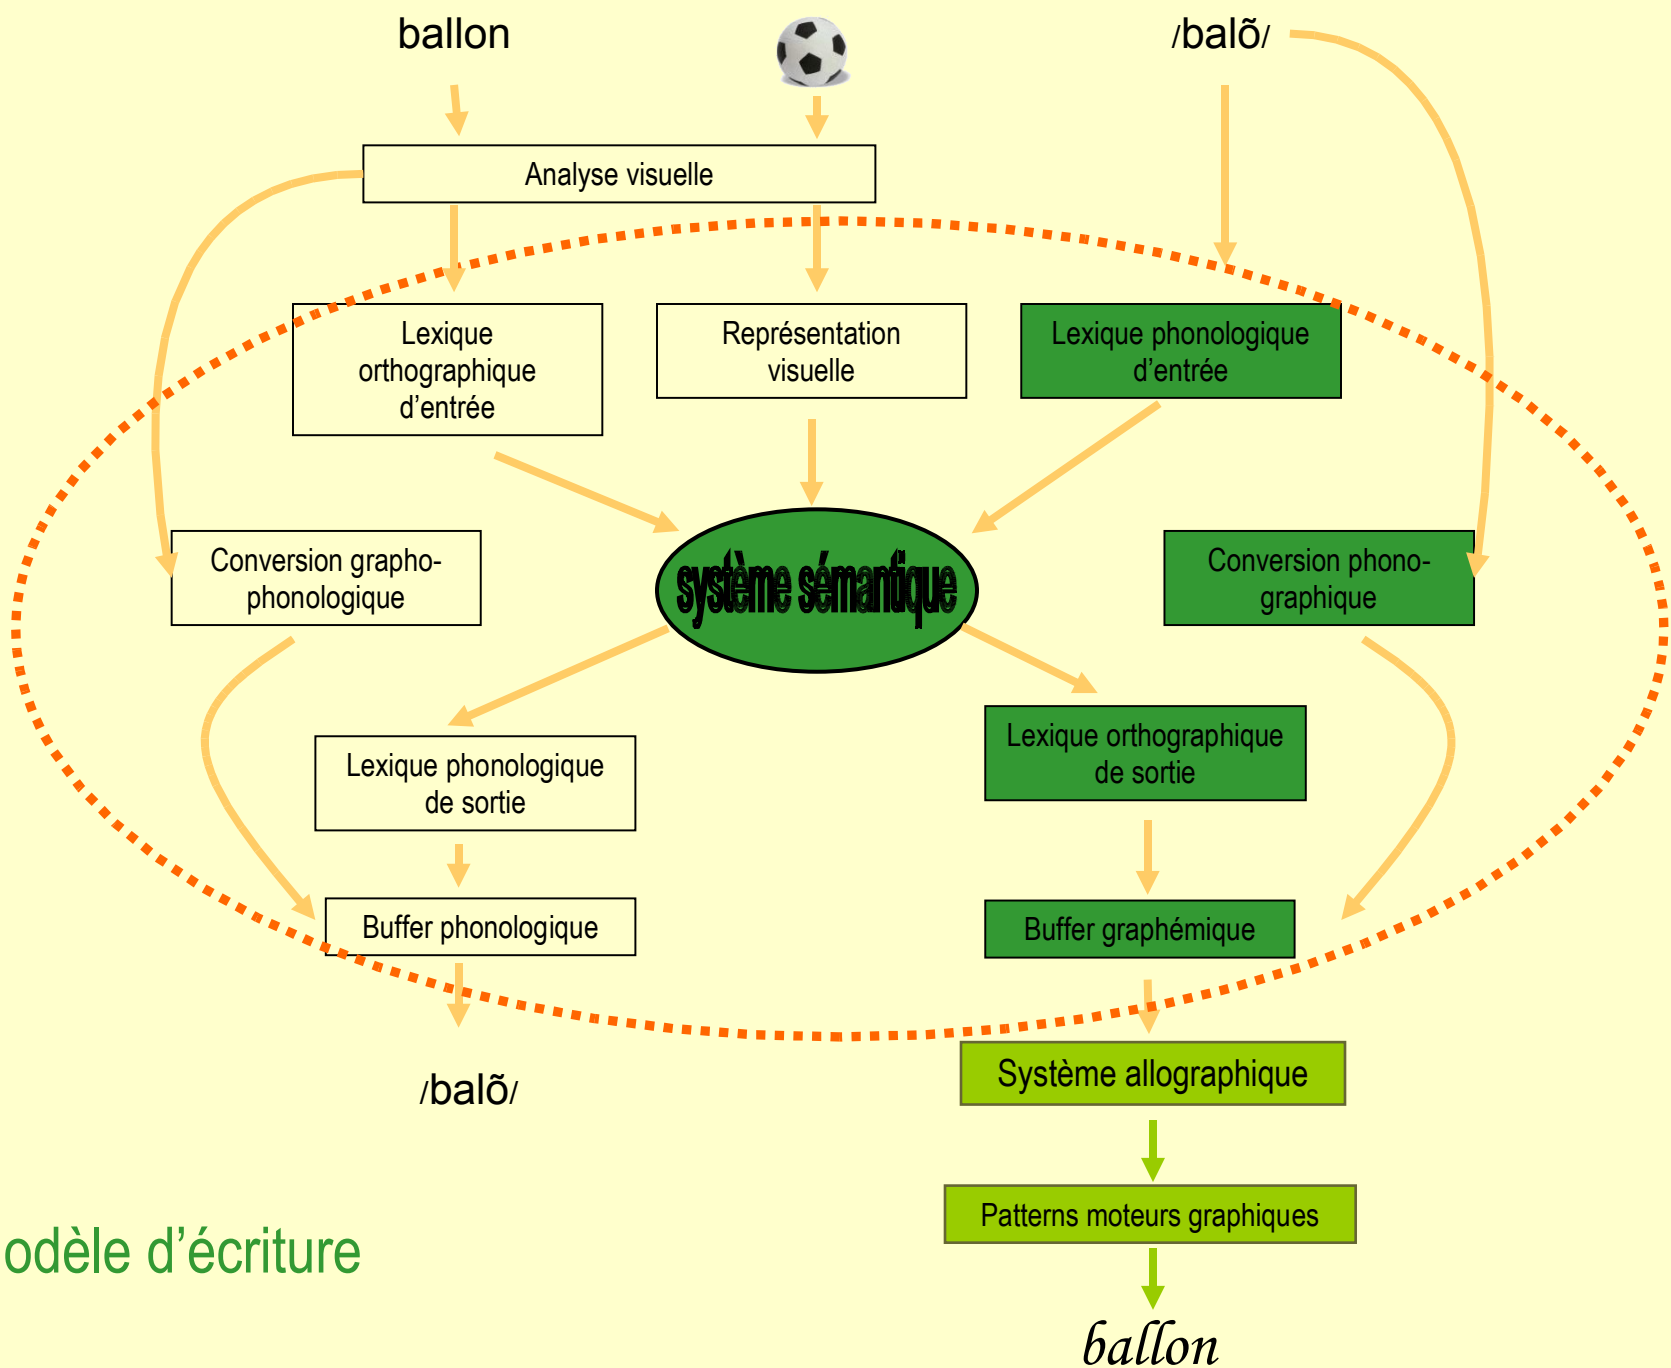 ballon
/balõ/
Analyse visuelle
Lexique
orthographique
d'entrée
Représentation
visuelle
Lexique phonologique
d'entrée
Conversion grapho-
phonologique
système sémantique
Conversion phono-
graphique
Lexique phonologique
de sortie
Lexique orthographique
de sortie
Buffer phonologique
Buffer graphémique
/balõ/
Système allographique
Patterns moteurs graphiques
odèle d'écriture
ballon